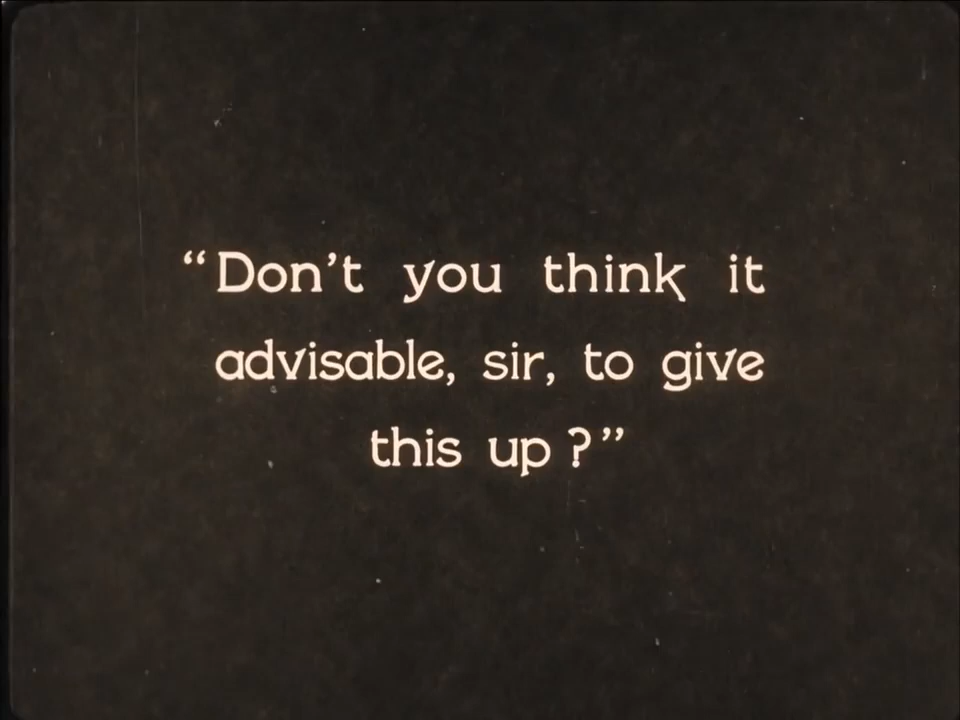 “Don’t you think it
advisable, sir, to give
this up ?”